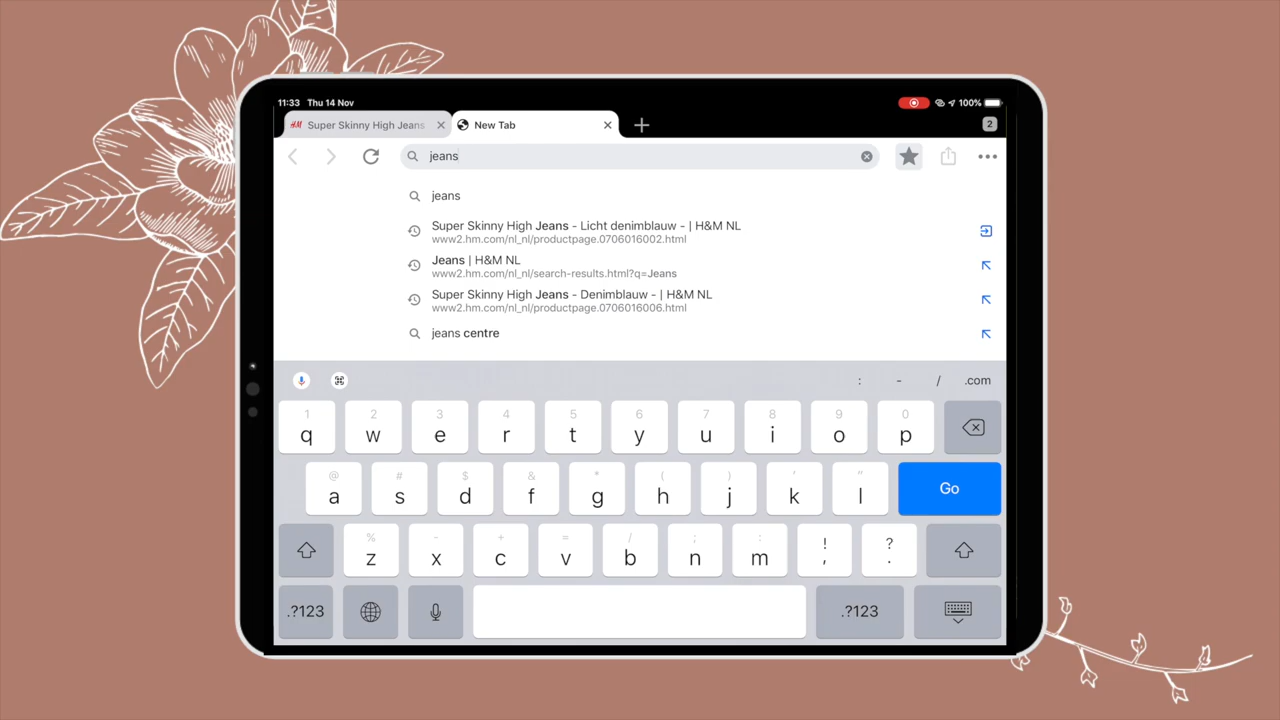 11:33 Thu 14 Nov
100%
H&M Super Skinny High Jeans
New Tab
2
jeans
jeans
Super Skinny High Jeans - Licht denimblauw - | H&M NL
www2.hm.com/nl_nl/productpage.0706016002.html
Jeans | H&M NL
www2.hm.com/nl_nl/search-results.html?q=Jeans
Super Skinny High Jeans - Denimblauw - | H&M NL
www2.hm.com/nl_nl/productpage.0706016006.html
jeans centre
: - / .com
1 2 3 4 5 6 7 8 9 0
q w e r t y u i o p
@ # $ & * ( ) ' "
a s d f g h j k l Go
% - + = / ; : ! ?
z x c v b n m , .
.?123 .?123